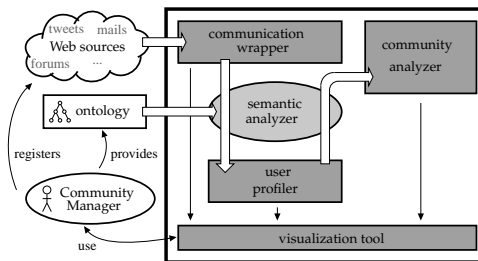 tweets mails
Web sources
forums ...
communication
wrapper
community
analyzer
ontology
semantic
analyzer
registers
provides
user
profiler
Community
Manager
use
visualization tool